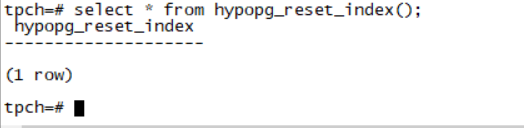 tpch=# select * from hypopg_reset_index();
 hypopg_reset_index
--------------------
(1 row)
tpch=#